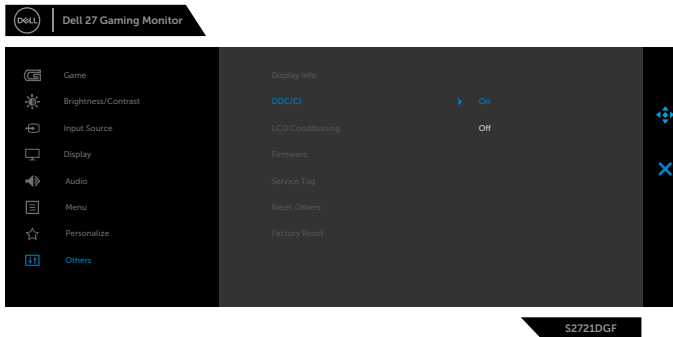 DELL
Dell 27 Gaming Monitor
Game
Display Info
Brightness/Contrast
DDC/CI
On
Input Source
LCD Conditioning
Off
Display
Firmware
Audio
Service Tag
Menu
Reset Others
Personalize
Factory Reset
Others
S2721DGF